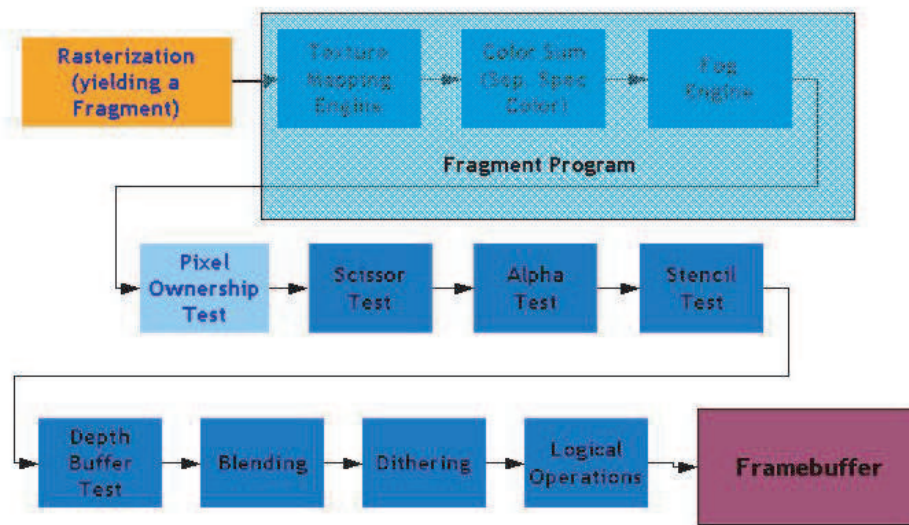 Rasterization
(yielding a
Fragment)
Texture
Mapping
Engine
Color Sum
(Sep. Spec
Color)
Fog
Engine
Fragment Program
Pixel
Ownership
Test
Scissor
Test
Alpha
Test
Stencil
Test
Depth
Buffer
Test
Blending
Dithering
Logical
Operations
Framebuffer